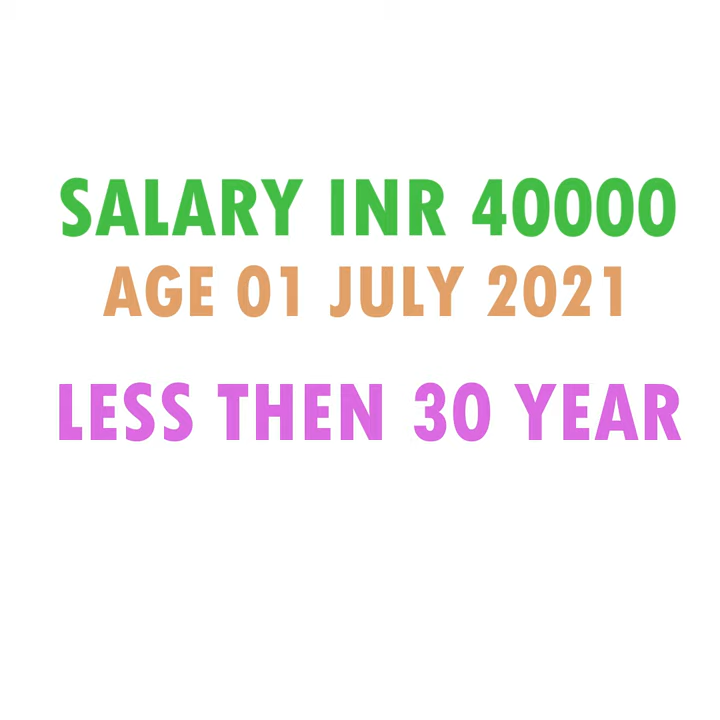 SALARY INR 40000
AGE 01 JULY 2021
LESS THEN 30 YEAR